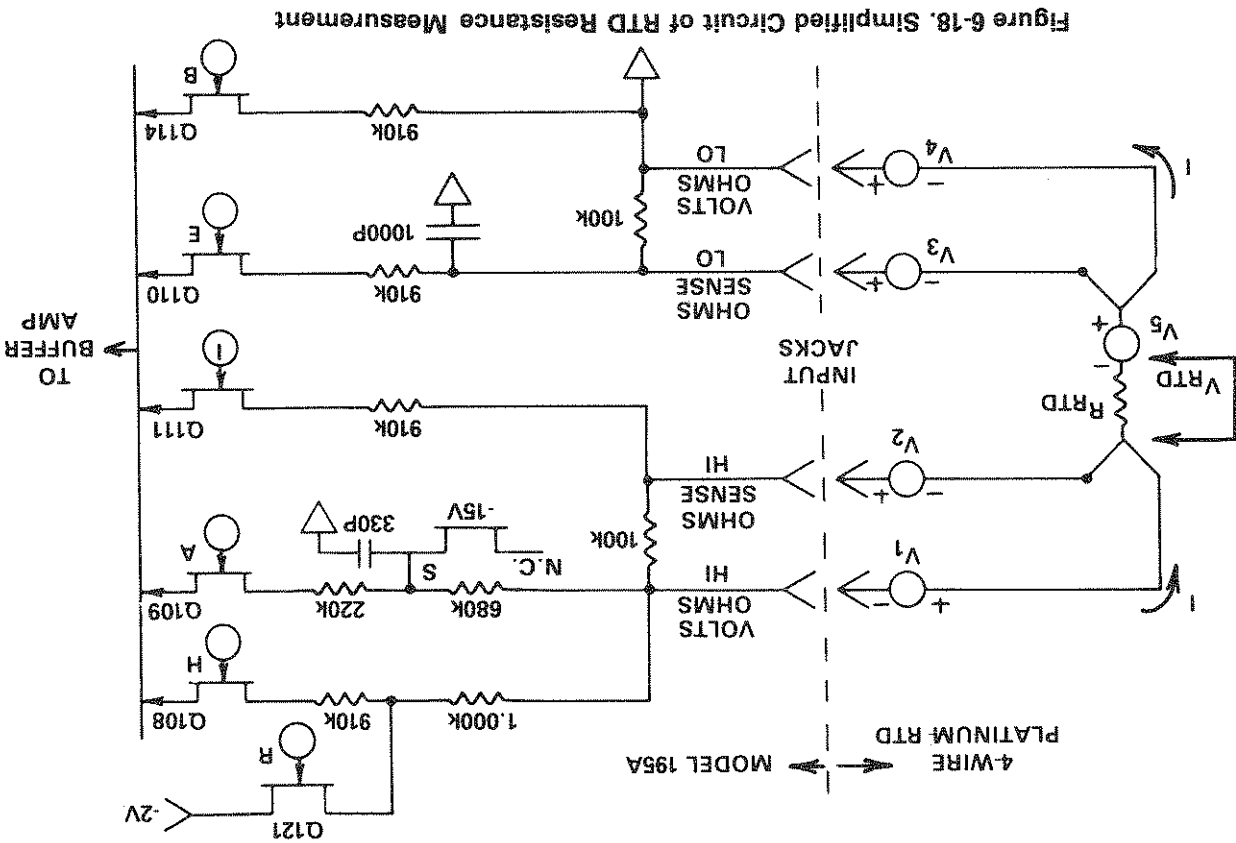 Q121
-2V
R
4-WIRE
PLATINUM RTD
MODEL 195A
1.000k
910k
Q108
H
I
V1
+
-
VOLTS
OHMS
HI
680k
S
220k
Q109
A
N.C.
-15V
330P
100k
V2
-
+
OHMS
SENSE
HI
910k
Q111
I
RRTD
VRTD
-
V5
+
INPUT
JACKS
TO
BUFFER
AMP
V3
-
+
OHMS
SENSE
LO
910k
Q110
E
1000P
100k
I
V4
-
+
VOLTS
OHMS
LO
910k
Q114
B
Figure 6-18. Simplified Circuit of RTD Resistance Measurement